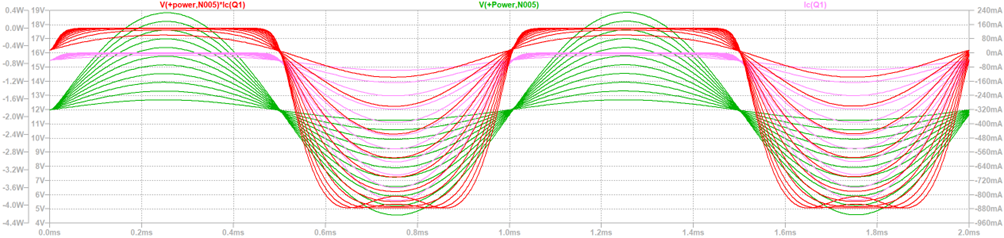 V(+power,N005)*Ic(Q1) V(+Power,N005) Ic(Q1)
0.4W 19V 240mA
0.0W 18V 160mA
-0.4W 17V 80mA
-0.8W 16V 0mA
-1.2W 15V -80mA
-1.6W 14V -160mA
-2.0W 13V -240mA
-2.4W 12V -320mA
-2.8W 11V -400mA
-3.2W 10V -480mA
-3.6W 9V -560mA
-4.0W 8V -640mA
-4.4W 7V -720mA
6V -800mA
5V -880mA
4V -960mA
0.0ms 0.2ms 0.4ms 0.6ms 0.8ms 1.0ms 1.2ms 1.4ms 1.6ms 1.8ms 2.0ms